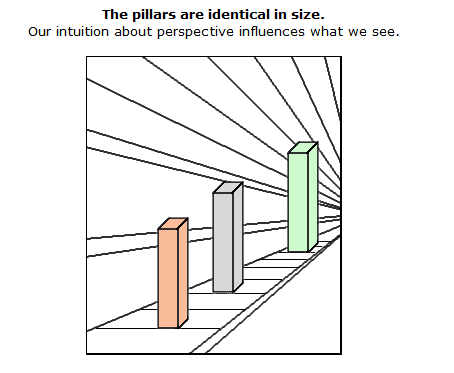 The pillars are identical in size.
Our intuition about perspective influences what we see.